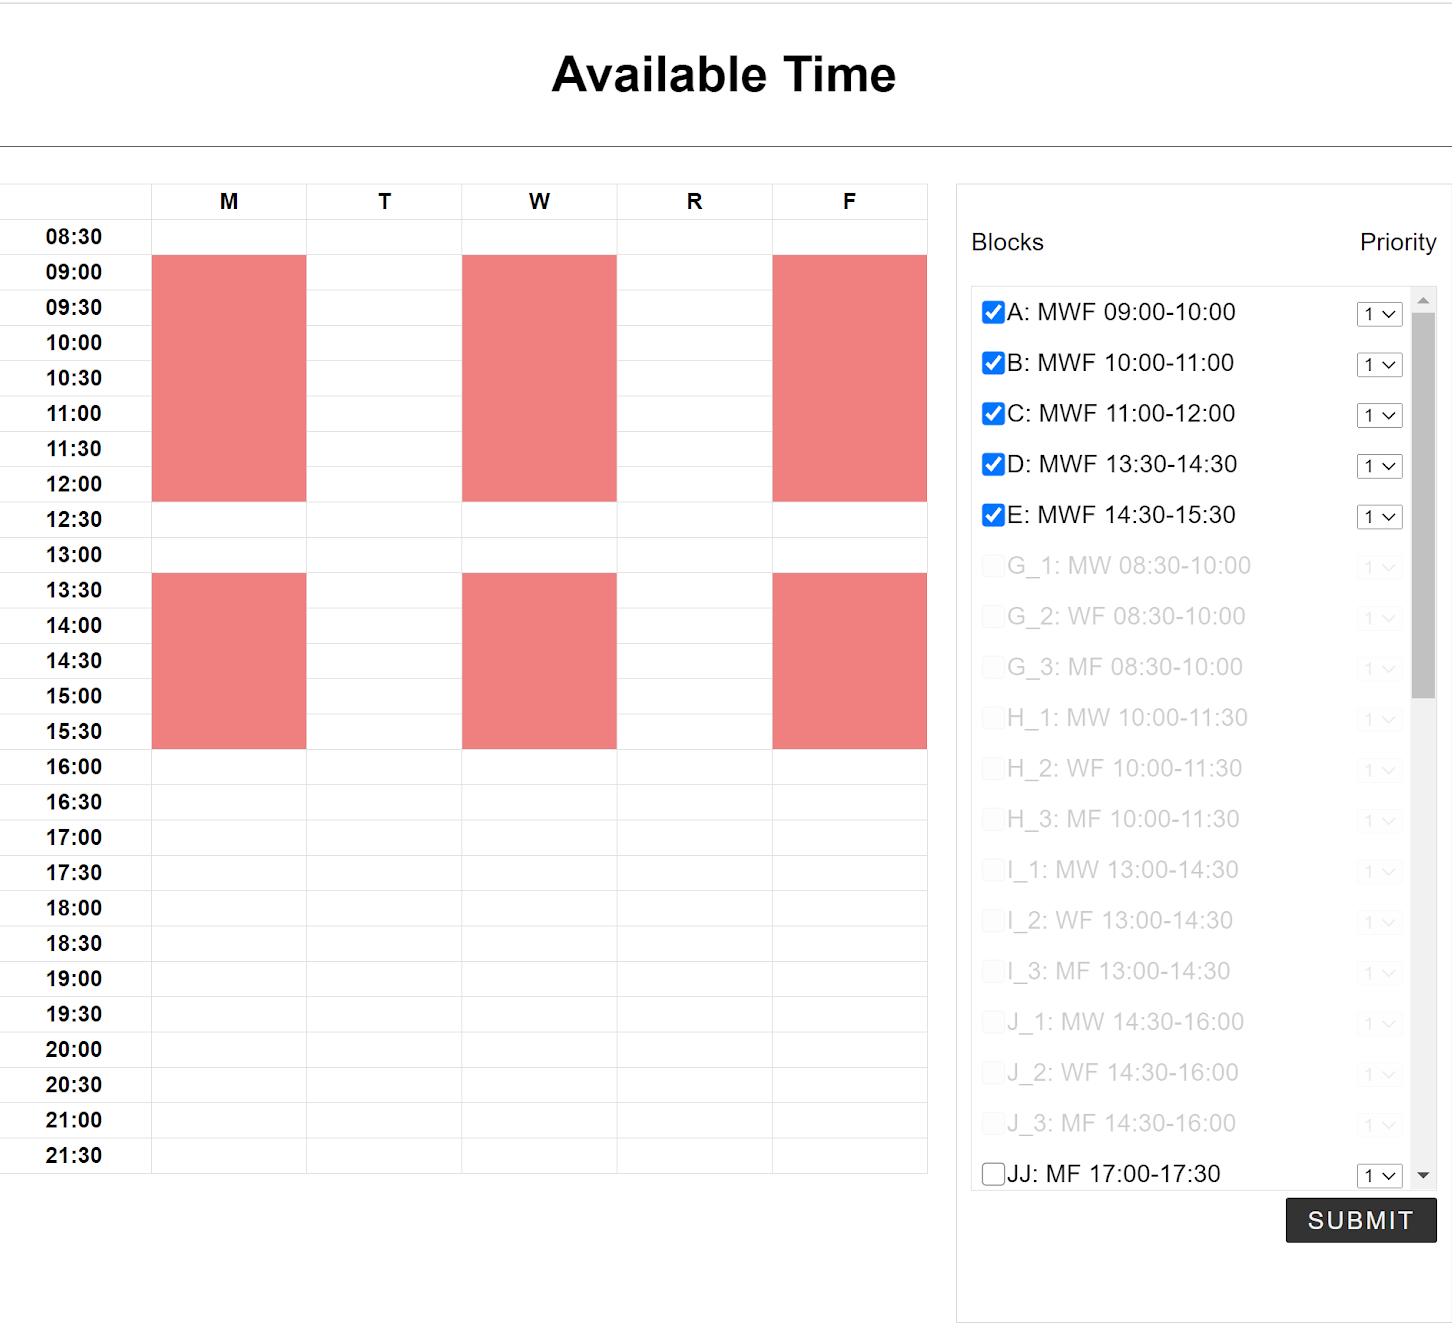 Available Time
M T W R F
08:30
09:00
09:30
10:00
10:30
11:00
11:30
12:00
12:30
13:00
13:30
14:00
14:30
15:00
15:30
16:00
16:30
17:00
17:30
18:00
18:30
19:00
19:30
20:00
20:30
21:00
21:30
Blocks Priority
A: MWF 09:00-10:00 1
B: MWF 10:00-11:00 1
C: MWF 11:00-12:00 1
D: MWF 13:30-14:30 1
E: MWF 14:30-15:30 1
G_1: MW 08:30-10:00 1
G_2: WF 08:30-10:00 1
G_3: MF 08:30-10:00 1
H_1: MW 10:00-11:30 1
H_2: WF 10:00-11:30 1
H_3: MF 10:00-11:30 1
I_1: MW 13:00-14:30 1
I_2: WF 13:00-14:30 1
I_3: MF 13:00-14:30 1
J_1: MW 14:30-16:00 1
J_2: WF 14:30-16:00 1
J_3: MF 14:30-16:00 1
JJ: MF 17:00-17:30 1
SUBMIT